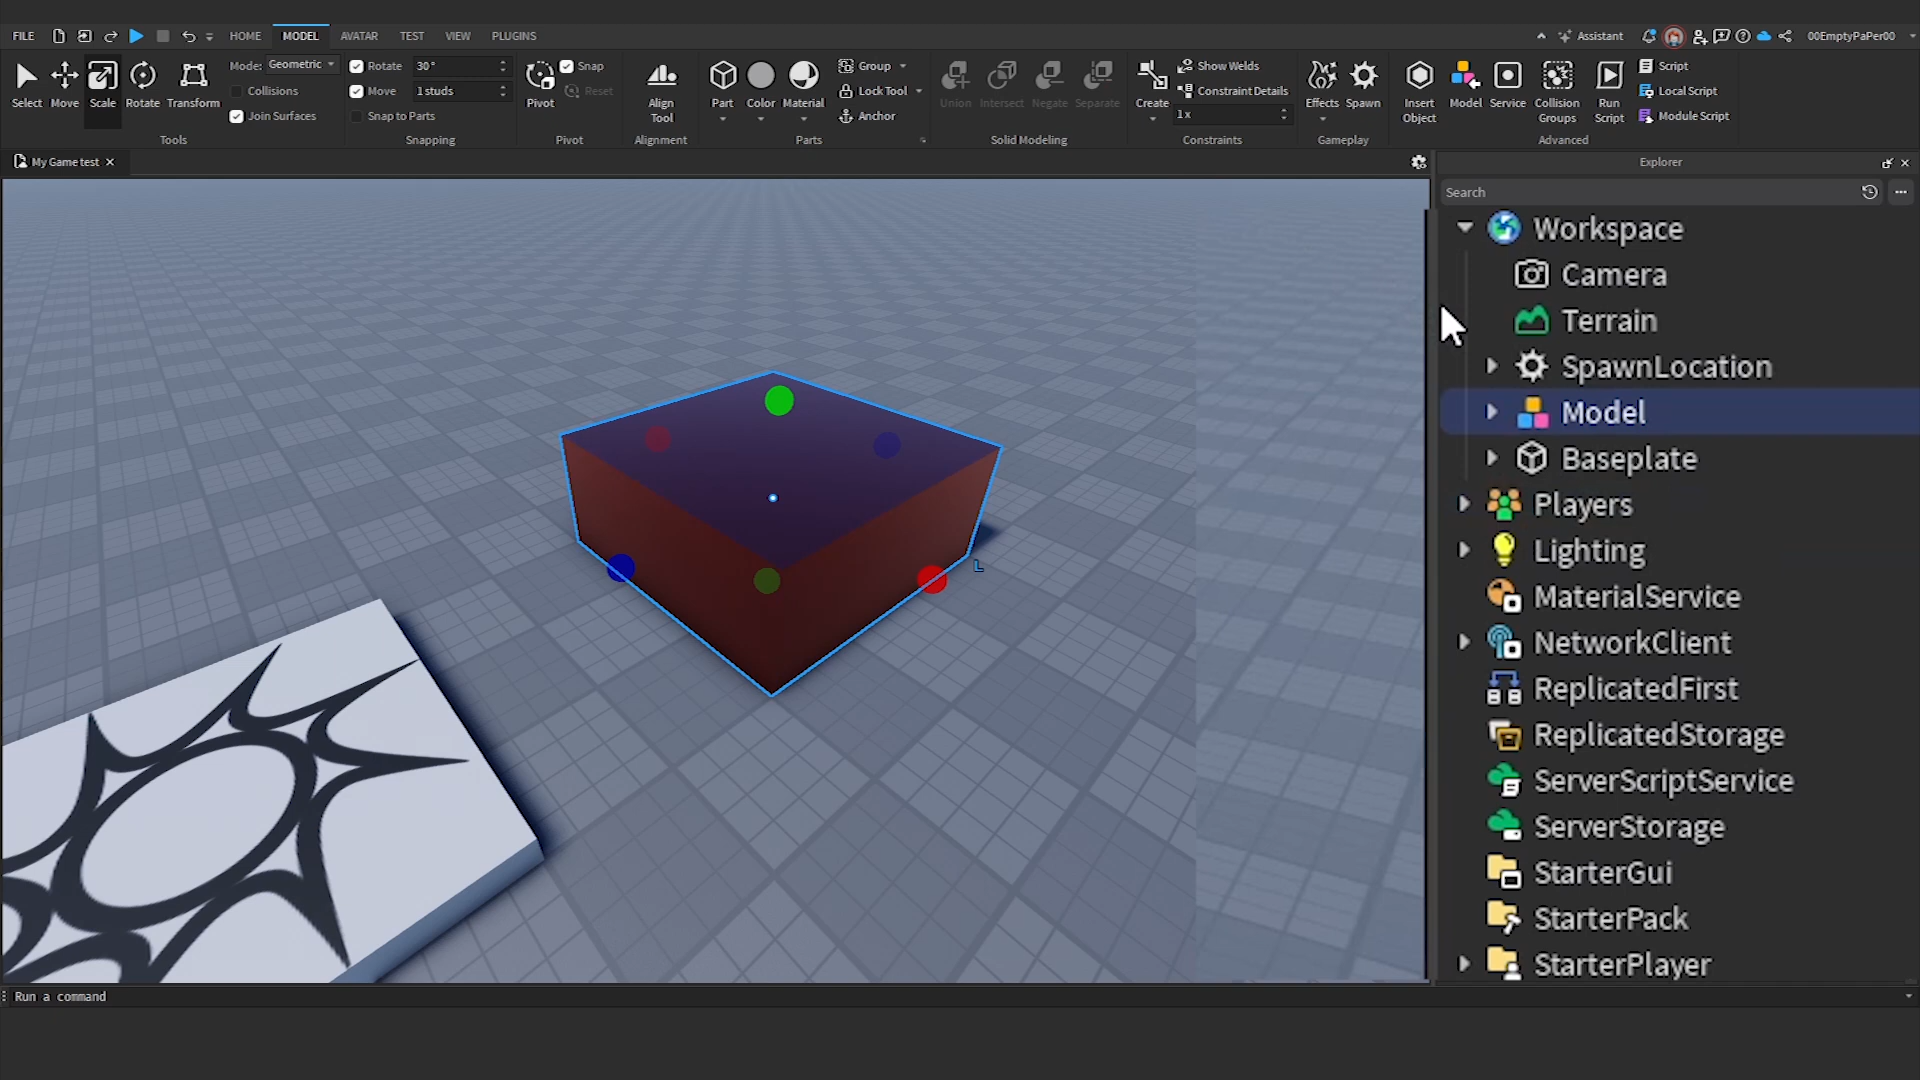 FILE HOME MODEL AVATAR TEST VIEW PLUGINS Assistant 00EmptyPaPer00
Select Move Scale Rotate Transform
Mode: Geometric
Collisions
Join Surfaces
Tools
Rotate 30°
Move 1 studs
Snap to Parts
Snapping
Pivot
Snap
Reset
Pivot
Align
Tool
Alignment
Part Color Material
Group
Lock Tool
Anchor
Parts
Union Intersect Negate Separate
Solid Modeling
Create
Show Welds
Constraint Details
1x
Constraints
Effects Spawn
Gameplay
Insert
Object
Model
Service
Collision
Groups
Run
Script
Script
Local Script
Module Script
Advanced
My Game test
L
Explorer
Search
Workspace
Camera
Terrain
SpawnLocation
Model
Baseplate
Players
Lighting
MaterialService
NetworkClient
ReplicatedFirst
ReplicatedStorage
ServerScriptService
ServerStorage
StarterGui
StarterPack
StarterPlayer
Run a command